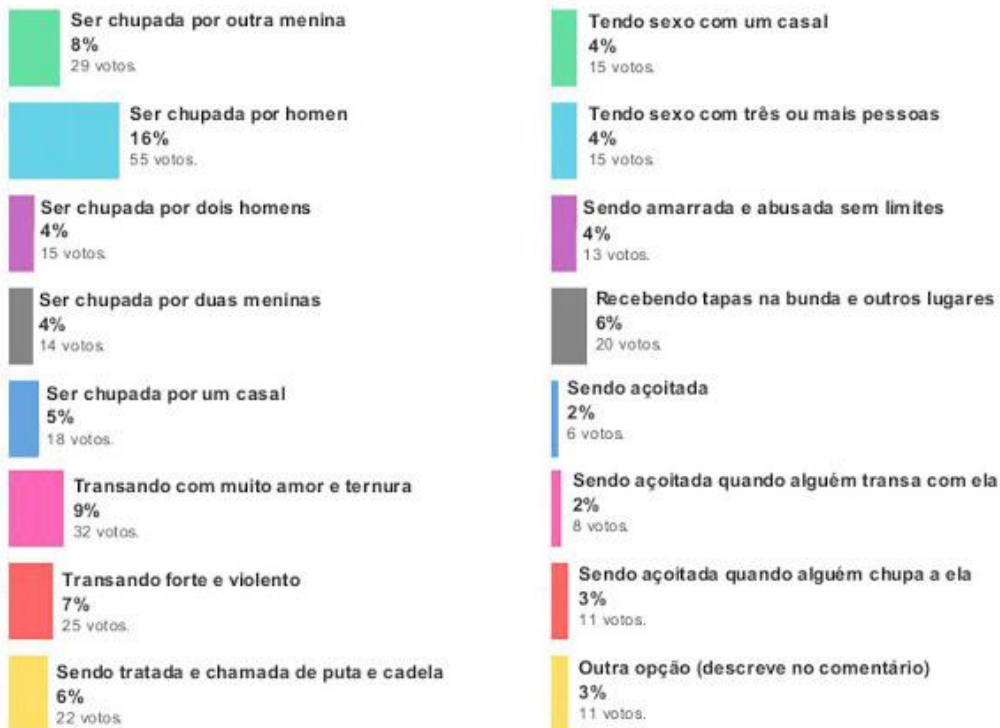 Ser chupada por outra menina
8%
29 votos.
Ser chupada por homen
16%
55 votos.
Ser chupada por dois homens
4%
15 votos.
Ser chupada por duas meninas
4%
14 votos.
Ser chupada por um casal
5%
18 votos.
Transando com muito amor e ternura
9%
32 votos.
Transando forte e violento
7%
25 votos.
Sendo tratada e chamada de puta e cadela
6%
22 votos.
Tendo sexo com um casal
4%
15 votos.
Tendo sexo com três ou mais pessoas
4%
15 votos.
Sendo amarrada e abusada sem limites
4%
13 votos.
Recebendo tapas na bunda e outros lugares
6%
20 votos.
Sendo açoitada
2%
6 votos.
Sendo açoitada quando alguém transa com ela
2%
8 votos.
Sendo açoitada quando alguém chupa a ela
3%
11 votos.
Outra opção (descreve no comentário)
3%
11 votos.